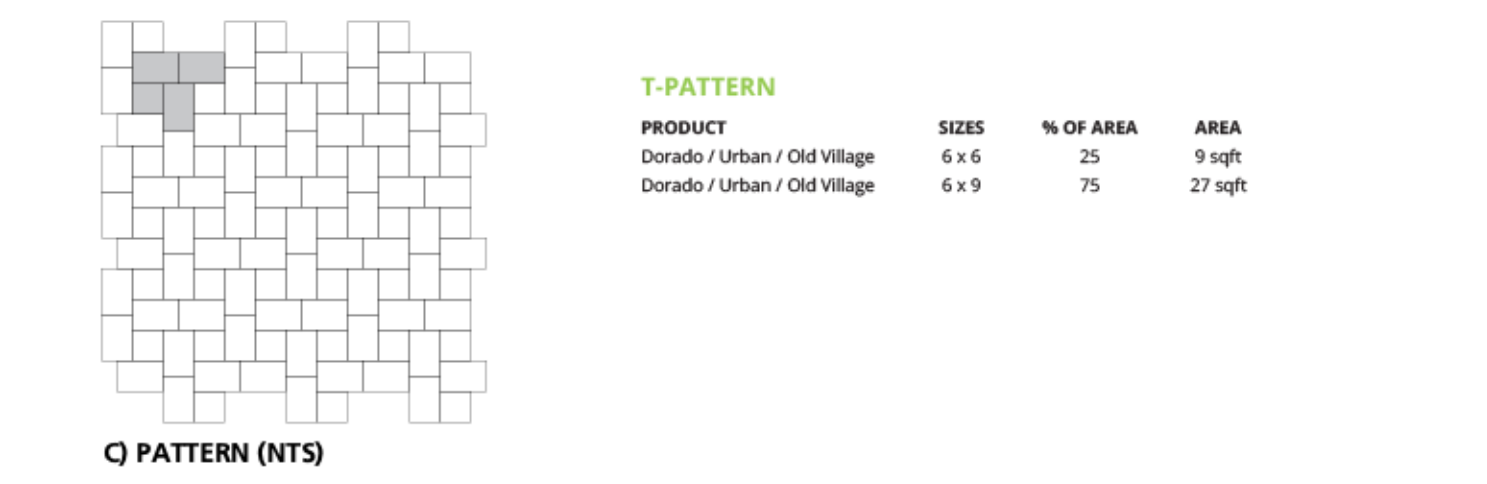 T-PATTERN
PRODUCT SIZES % OF AREA AREA
Dorado / Urban / Old Village 6 x 6 25 9 sqft
Dorado / Urban / Old Village 6 x 9 75 27 sqft
C) PATTERN (NTS)